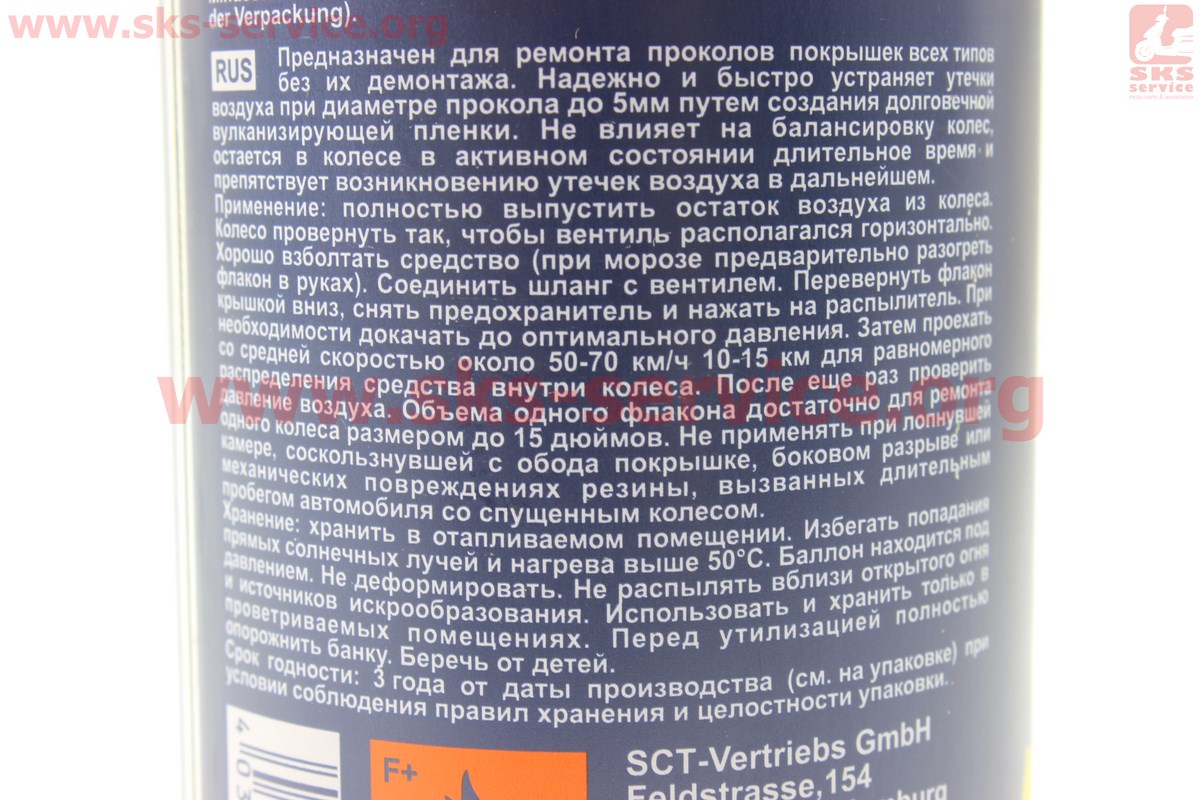 der Verpackung)
www.sks-service.org
SKS
service
RUS
Предназначен для ремонта проколов покрышек всех типов
без их демонтажа. Надежно и быстро устраняет утечки
воздуха при диаметре прокола до 5мм путем создания долговечной
вулканизирующей пленки. Не влияет на балансировку колес,
остается в колесе в активном состоянии длительное время и
препятствует возникновению утечек воздуха в дальнейшем.
Применение: полностью выпустить остаток воздуха из колеса.
Колесо провернуть так, чтобы вентиль располагался горизонтально.
Хорошо взболтать средство (при морозе предварительно разогреть
флакон в руках). Соединить шланг с вентилем. Перевернуть флакон
крышкой вниз, снять предохранитель и нажать на распылитель. При
необходимости докачать до оптимального давления. Затем проехать
со средней скоростью около 50-70 км/ч 10-15 км для равномерного
распределения средства внутри колеса. После еще раз проверить
давление воздуха. Объема одного флакона достаточно для ремонта
одного колеса размером до 15 дюймов. Не применять при лопнувшей
камере, соскользнувшей с обода покрышке, боковом разрыве или
механических повреждениях резины, вызванных длительным
пробегом автомобиля со спущенным колесом.
www.sks-service.org
Хранение: хранить в отапливаемом помещении. Избегать попадания
прямых солнечных лучей и нагрева выше 50°С. Баллон находится под
давлением. Не деформировать. Не распылять вблизи открытого огня
и источников искрообразования. Использовать и хранить только в
проветриваемых помещениях. Перед утилизацией полностью
опорожнить банку. Беречь от детей.
Срок годности: 3 года от даты производства (см. на упаковке) при
условии соблюдения правил хранения и целостности упаковки.
4 03
F+
SCT-Vertriebs GmbH
Feldstrasse,154